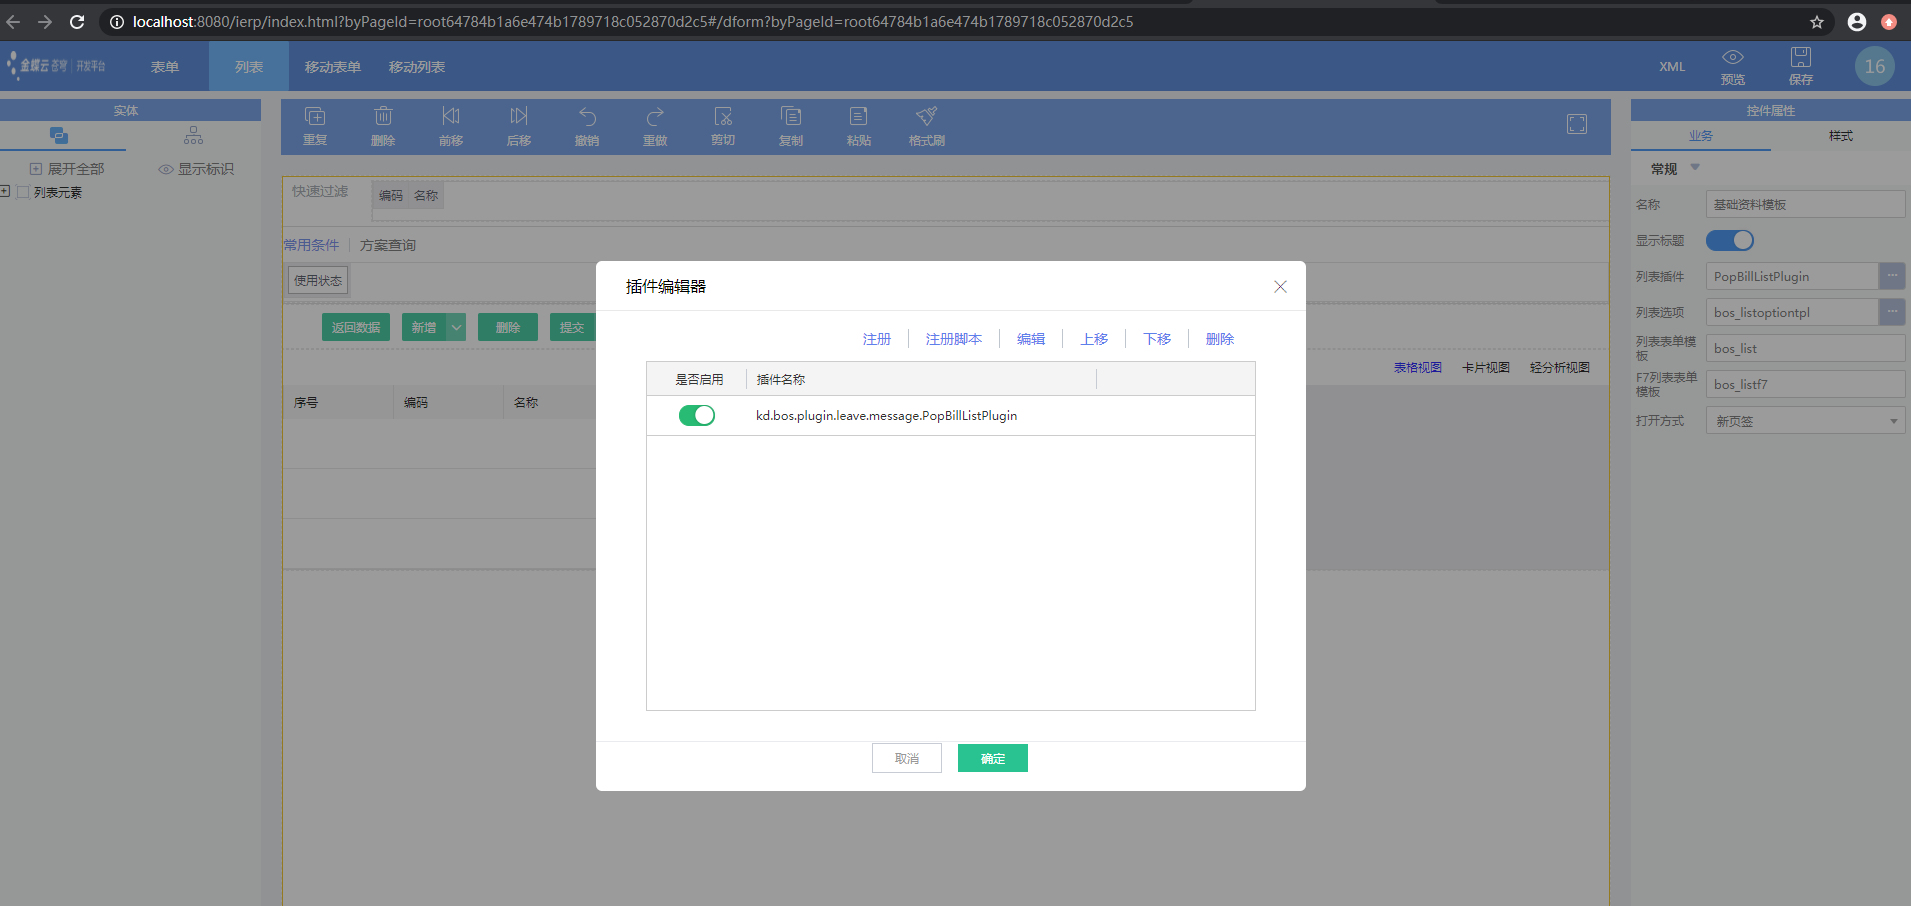 localhost:8080/ierp/index.html?byPageId=root64784b1a6e474b1789718c052870d2c5#/dform?byPageId=root64784b1a6e474b1789718c052870d2c5
金蝶云 苍穹 | 开发平台
表单
列表
移动表单
移动列表
XML
预览
保存
16
实体
展开全部
显示标识
列表元素
重复
删除
前移
后移
撤销
重做
剪切
复制
粘贴
格式刷
快速过滤
编码
名称
常用条件
方案查询
使用状态
返回数据
新增
删除
提交
表格视图
卡片视图
轻分析视图
序号
编码
名称
插件编辑器
注册
注册脚本
编辑
上移
下移
删除
是否启用
插件名称
kd.bos.plugin.leave.message.PopBillListPlugin
取消
确定
控件属性
业务
样式
常规
名称
基础资料模板
显示标题
列表插件
PopBillListPlugin
列表选项
bos_listoptiontpl
列表表单模
板
bos_list
F7列表表单
模板
bos_listf7
打开方式
新页签